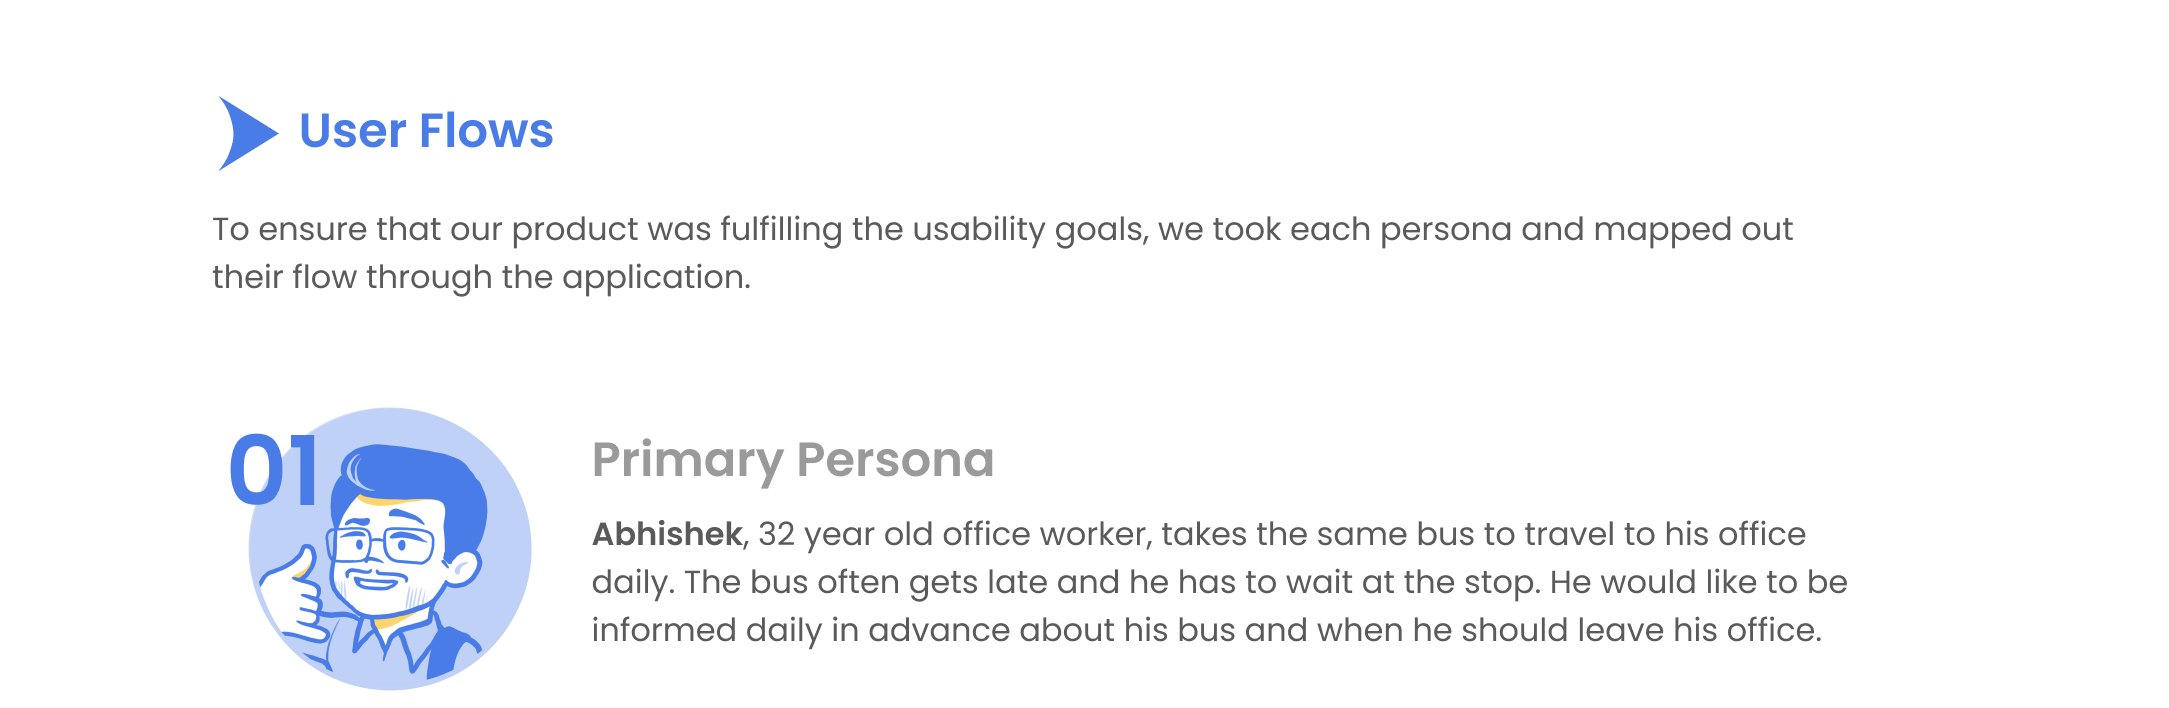 User Flows
To ensure that our product was fulfilling the usability goals, we took each persona and mapped out
their flow through the application.
01
Primary Persona
Abhishek, 32 year old office worker, takes the same bus to travel to his office
daily. The bus often gets late and he has to wait at the stop. He would like to be
informed daily in advance about his bus and when he should leave his office.